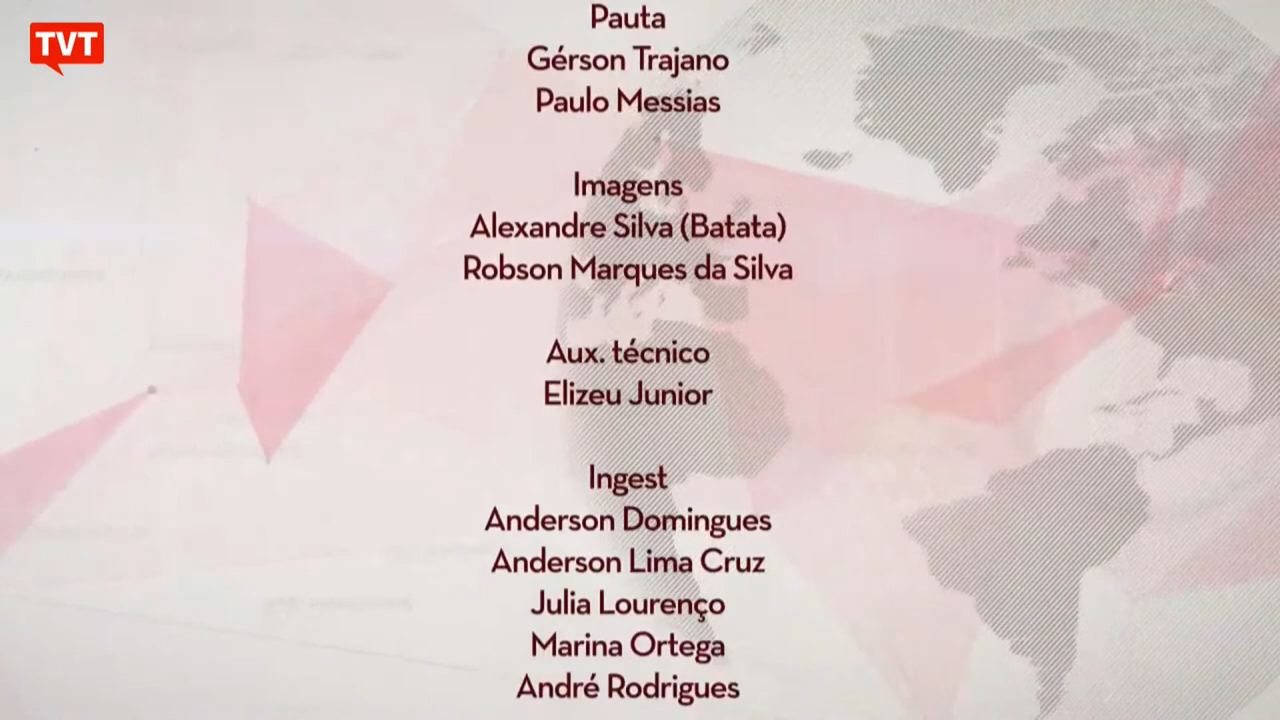 TVT
Pauta
Gérson Trajano
Paulo Messias
Imagens
Alexandre Silva (Batata)
Robson Marques da Silva
Aux. técnico
Elizeu Junior
Ingest
Anderson Domingues
Anderson Lima Cruz
Julia Lourenço
Marina Ortega
André Rodrigues